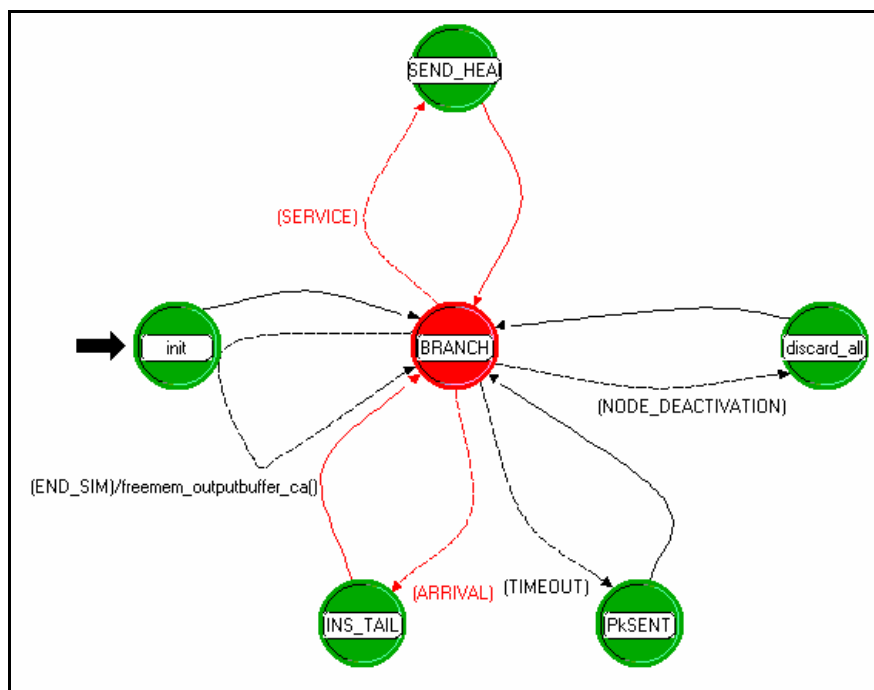 SEND_HEA
(SERVICE)
init
BRANCH
discard_all
(NODE_DEACTIVATION)
(END_SIM)/freemem_outputbuffer_ca()
(ARRIVAL)
(TIMEOUT)
INS_TAIL
PkSENT